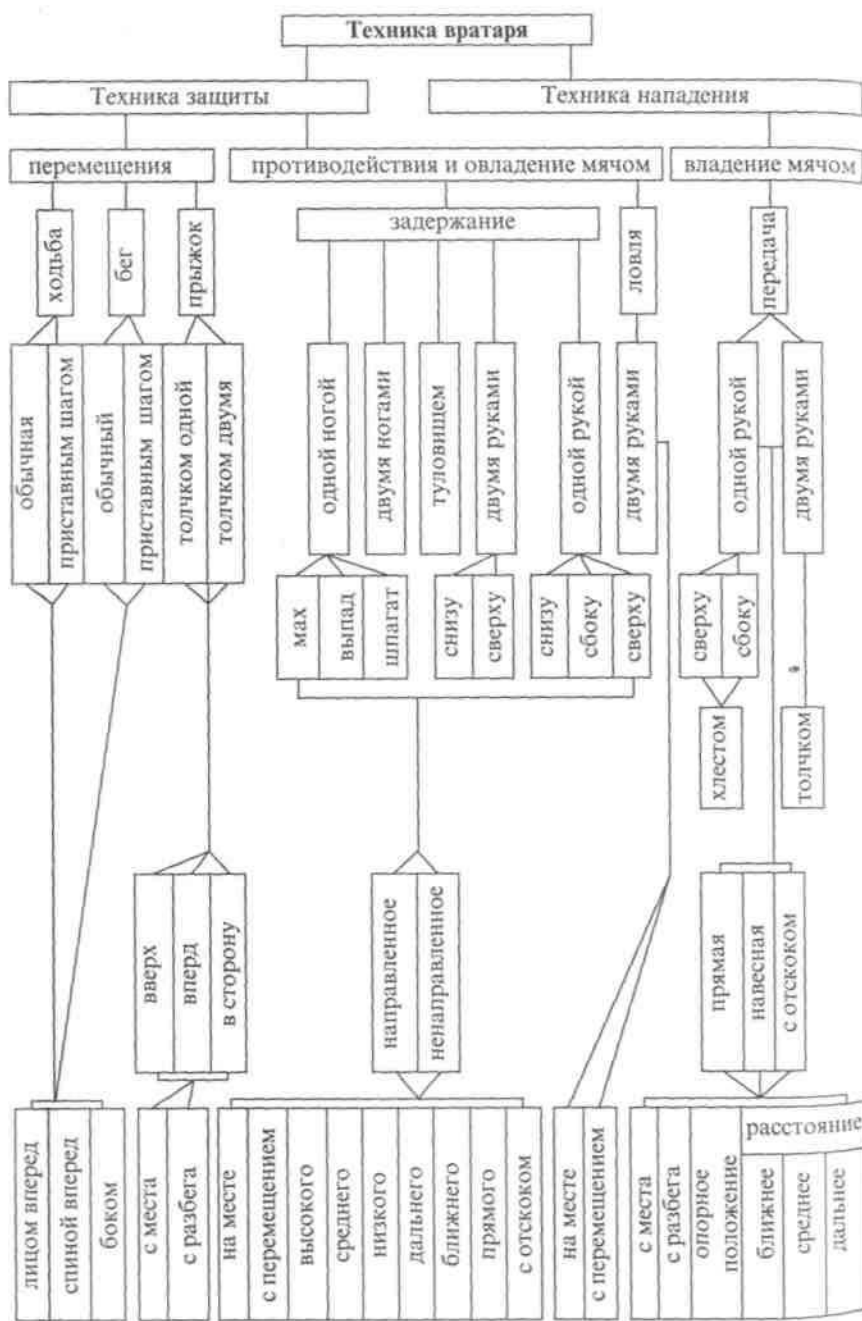 Техника вратаря
Техника защиты
Техника нападения
перемещения
противодействия и овладение мячом
владение мячом
ходьба
бег
прыжок
задержание
ловля
передача
обычная
приставным шагом
обычный
приставным шагом
толчком одной
толчком двумя
одной ногой
двумя ногами
туловищем
двумя руками
одной рукой
двумя руками
одной рукой
двумя руками
мах
выпад
шпагат
снизу
сверху
снизу
сбоку
сверху
сверху
сбоку
хлестом
толчком
вверх
вперд
в сторону
направленное
ненаправленное
прямая
навесная
с отскоком
лицом вперед
спиной вперед
боком
с места
с разбега
на месте
с перемещением
высокого
среднего
низкого
дальнего
ближнего
прямого
с отскоком
на месте
с перемещением
с места
с разбега
опорное
положение
расстояние
ближнее
среднее
дальнее